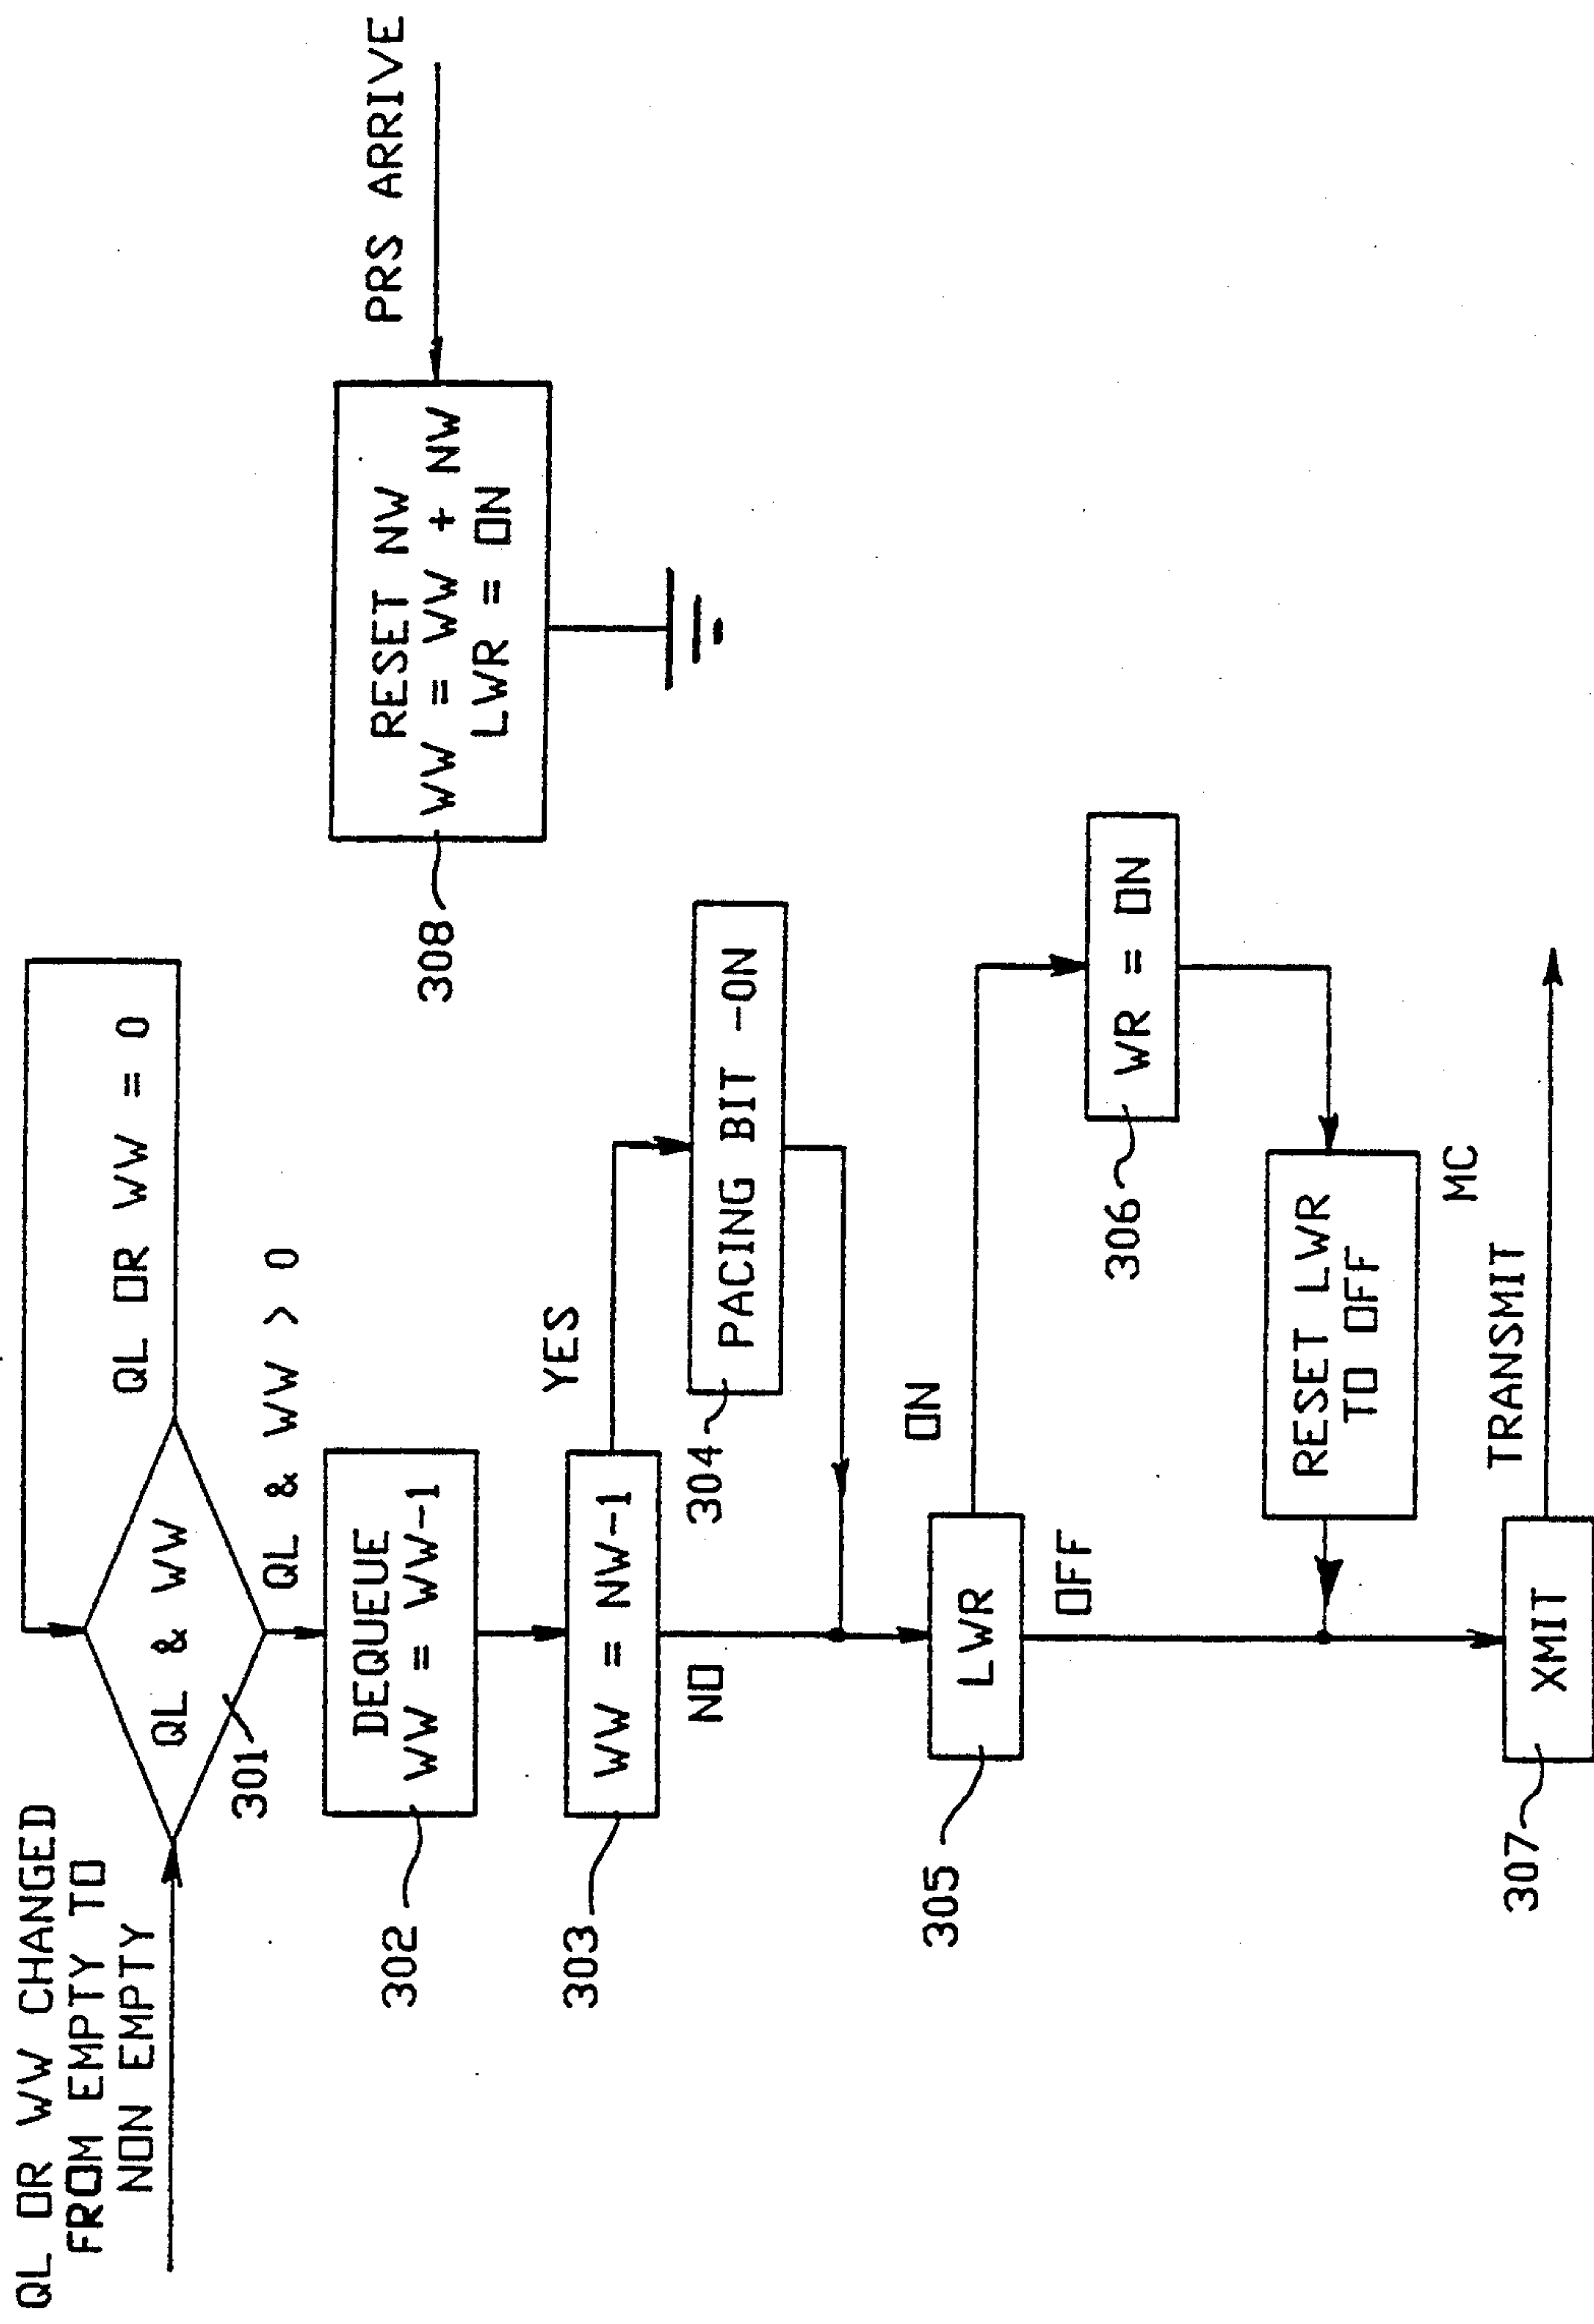 QL OR WW CHANGED
FROM EMPTY TO
NON EMPTY
QL & WW
301
QL OR WW = 0
QL & WW > 0
DEQUEUE
WW = WW-1
302
WW = NW-1
303
YES
NO
PACING BIT -ON
304
LWR
305
ON
OFF
WR = ON
306
RESET LWR
TO OFF
MC
XMIT
307
TRANSMIT
PRS ARRIVE
RESET NW
WW = WW + NW
LWR = ON
308